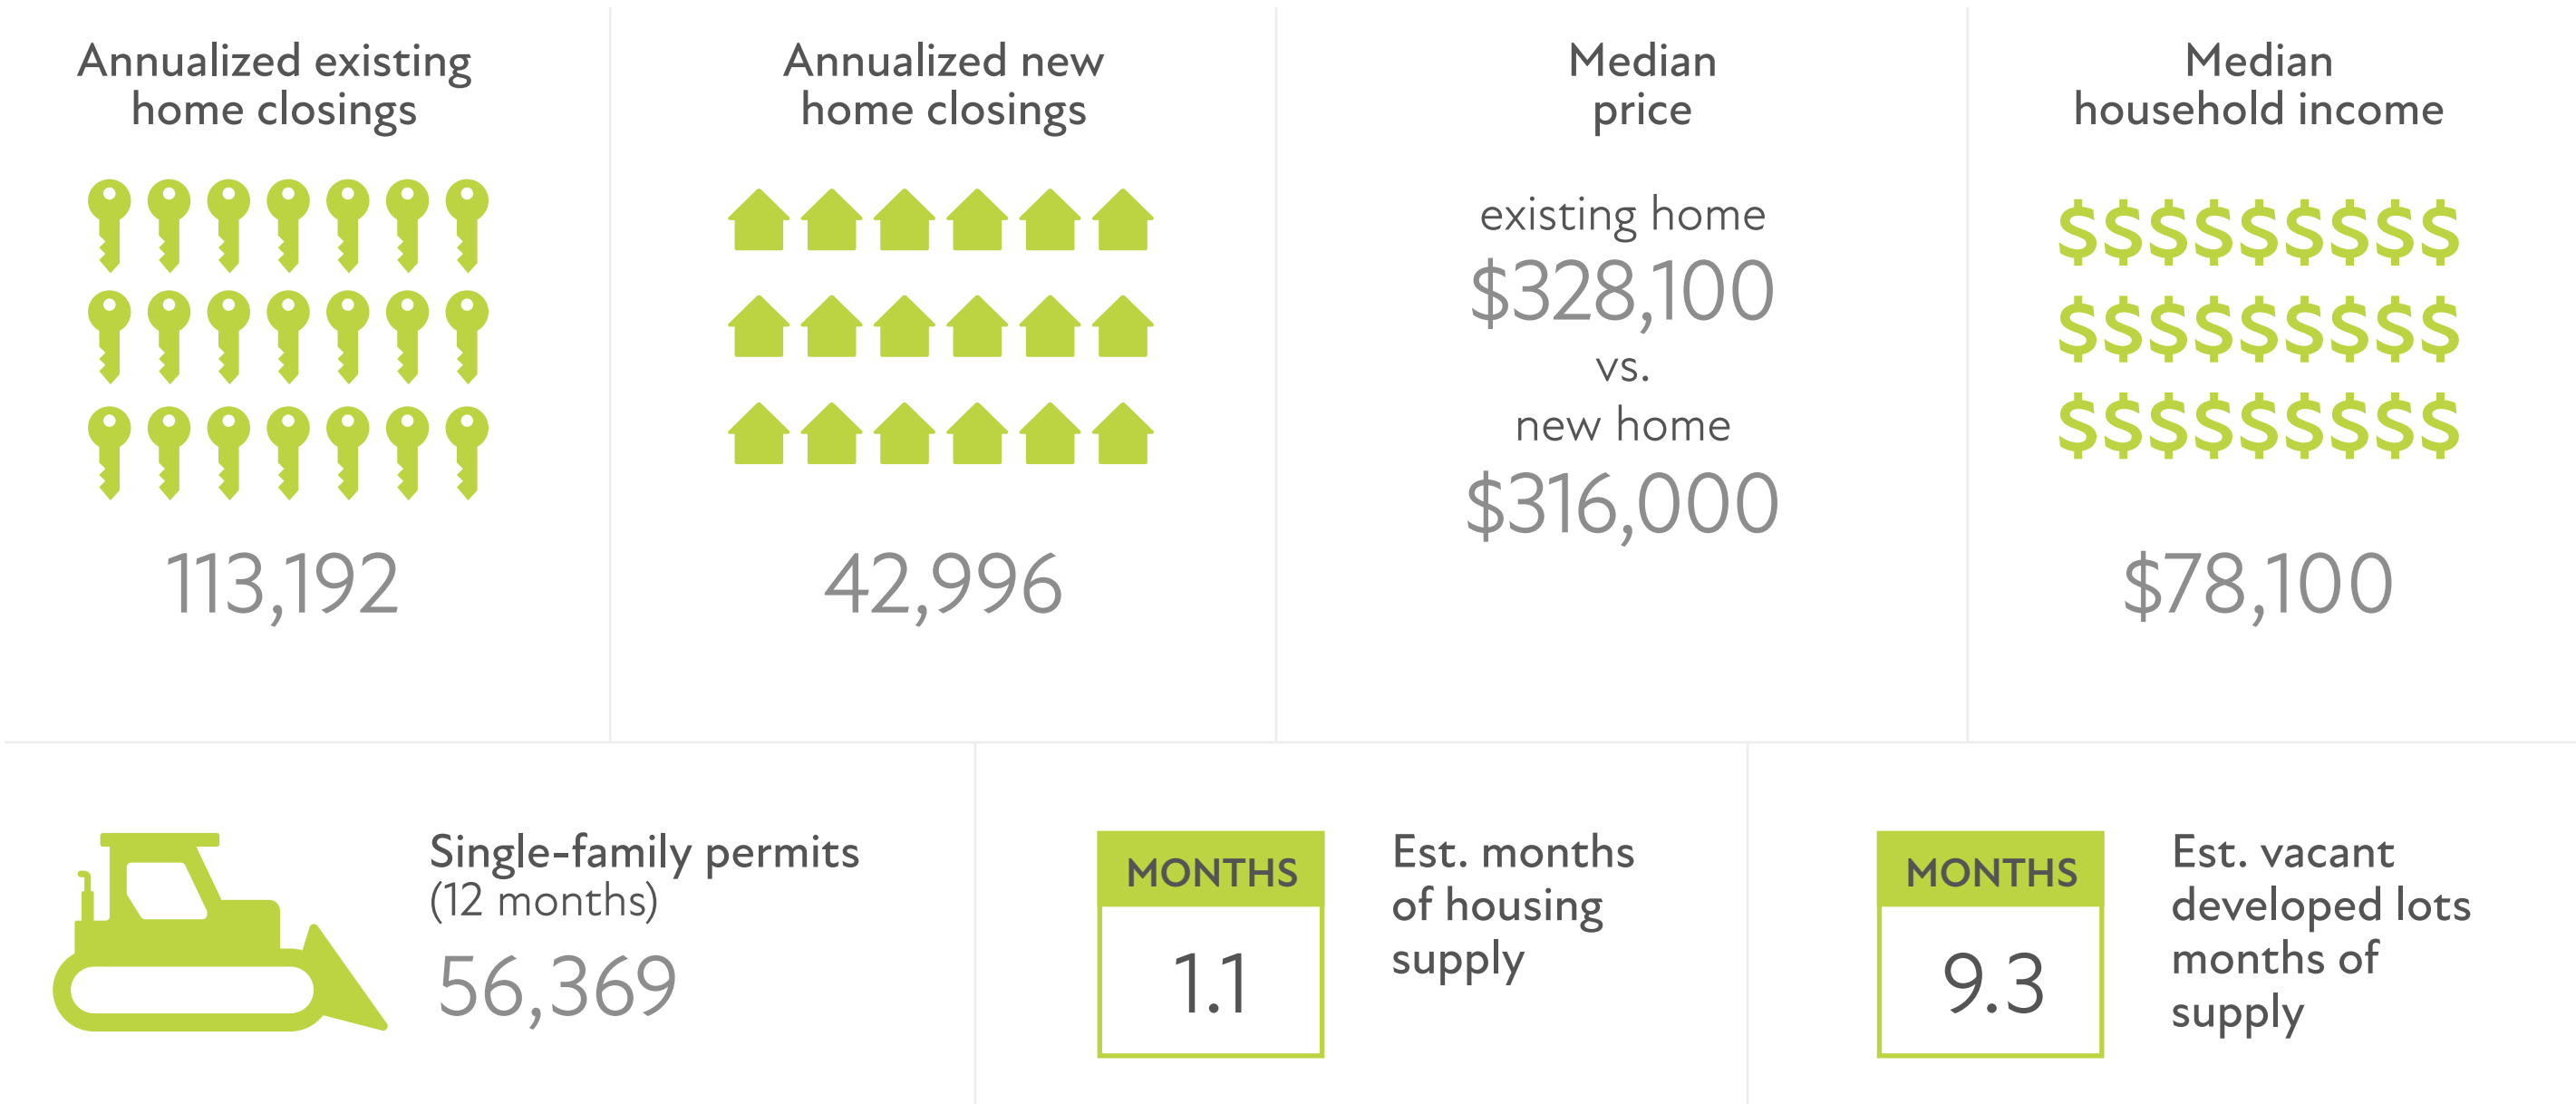 Annualized existing
home closings
113,192
Annualized new
home closings
42,996
Median
price
existing home
$328,100
vs.
new home
$316,000
Median
household income
$$$$$$$$$
$$$$$$$$$
$$$$$$$$$
$78,100
Single-family permits
(12 months)
56,369
MONTHS
1.1
Est. months
of housing
supply
MONTHS
9.3
Est. vacant
developed lots
months of
supply